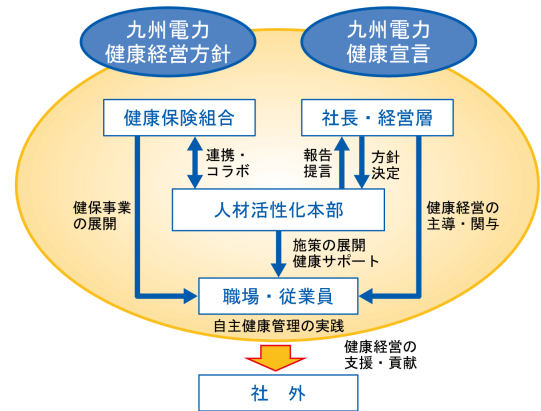 九州電力
健康経営方針
九州電力
健康宣言
健康保険組合
社長・経営層
連携・
コラボ
報告
提言
方針
決定
人材活性化本部
健保事業
の展開
健康経営の
主導・関与
施策の展開
健康サポート
職場・従業員
自主健康管理の実践
健康経営の
支援・貢献
社　外